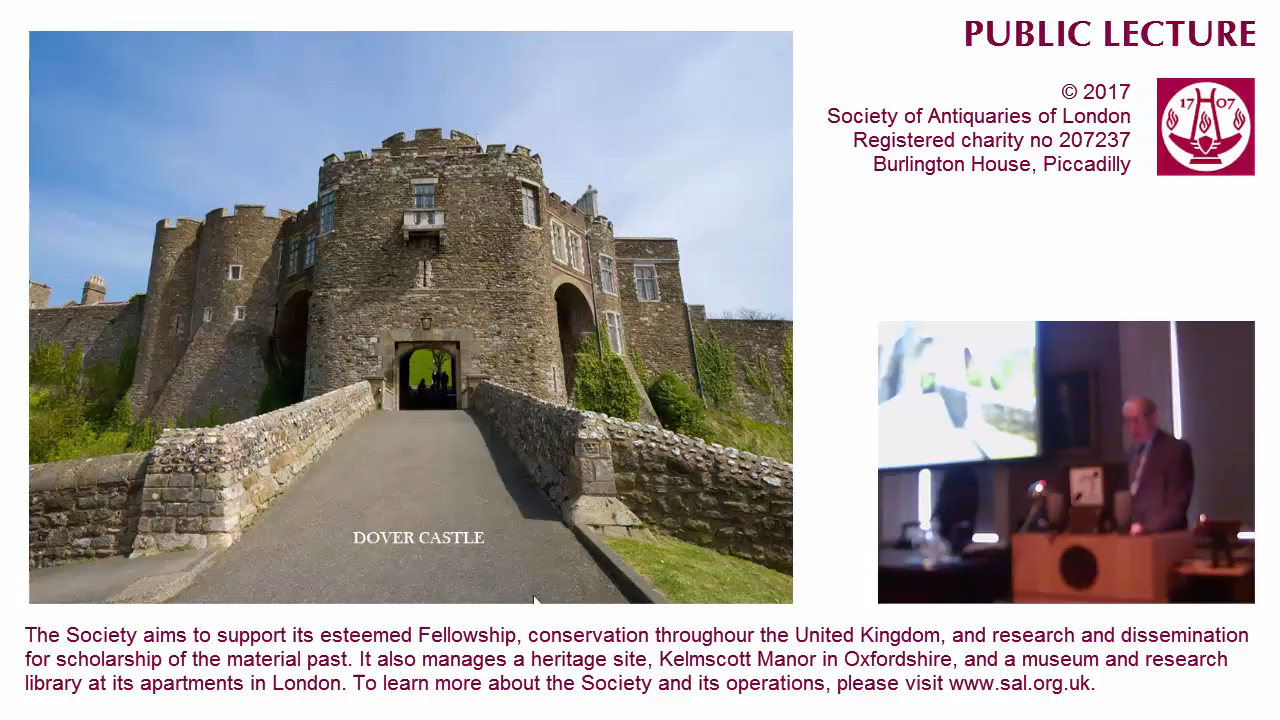 PUBLIC LECTURE
© 2017
Society of Antiquaries of London
Registered charity no 207237
Burlington House, Piccadilly
17 07
DOVER CASTLE
The Society aims to support its esteemed Fellowship, conservation throughour the United Kingdom, and research and dissemination
for scholarship of the material past. It also manages a heritage site, Kelmscott Manor in Oxfordshire, and a museum and research
library at its apartments in London. To learn more about the Society and its operations, please visit www.sal.org.uk.